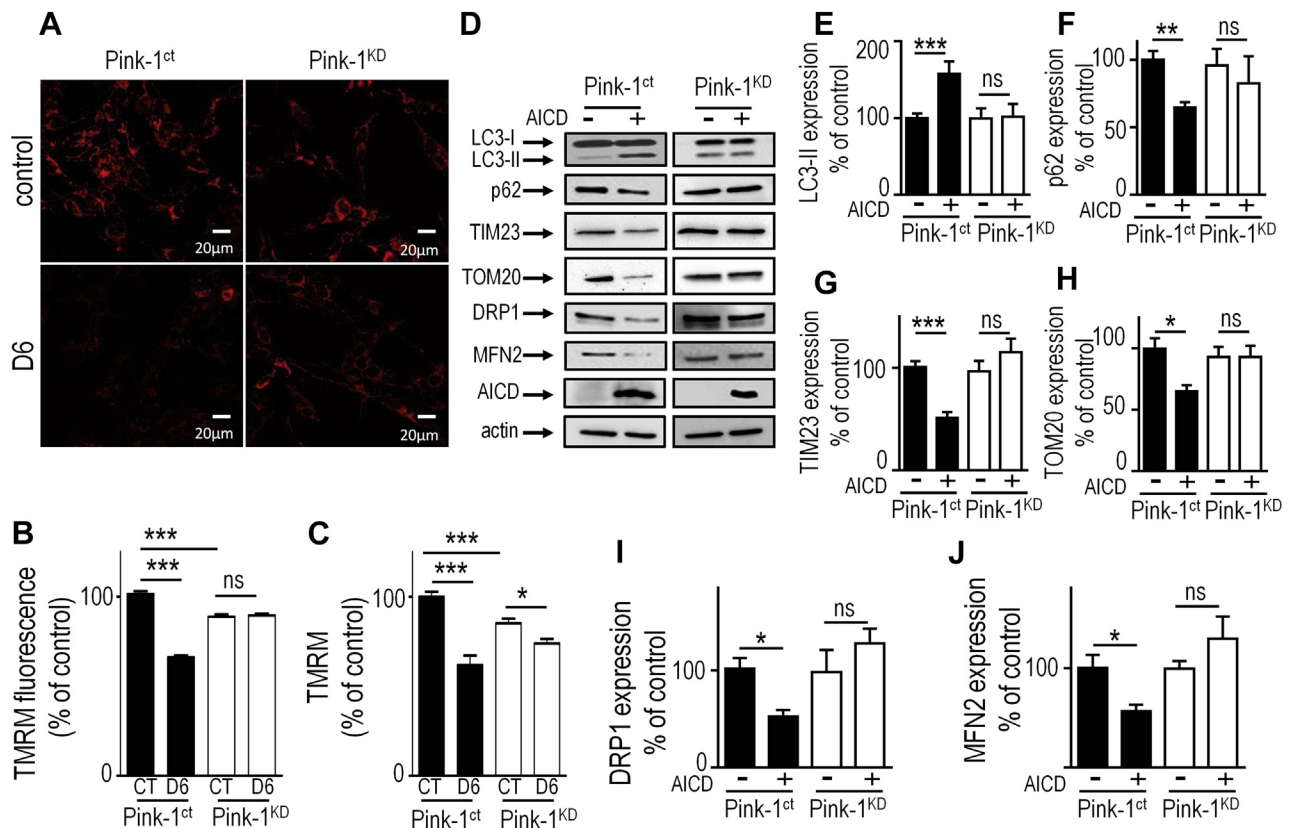 A
Pink-1ct Pink-1KD
control
20µm 20µm
D6
20µm 20µm
B
TMRM fluorescence
(% of control)
***
***
ns
100
0
CT D6 CT D6
Pink-1ct Pink-1KD
C
TMRM
(% of control)
***
***
*
100
0
CT D6 CT D6
Pink-1ct Pink-1KD
D
Pink-1ct Pink-1KD
AICD - + - +
LC3-I
LC3-II
p62
TIM23
TOM20
DRP1
MFN2
AICD
actin
E
LC3-II expression
% of control
200
*** ns
100
0
AICD - + - +
Pink-1ct Pink-1KD
F
p62 expression
% of control
** ns
100
50
0
AICD - + - +
Pink-1ct Pink-1KD
G
TIM23 expression
% of control
*** ns
100
0
AICD - + - +
Pink-1ct Pink-1KD
H
TOM20 expression
% of control
* ns
100
50
0
AICD - + - +
Pink-1ct Pink-1KD
I
DRP1 expression
% of control
* ns
100
0
AICD - + - +
Pink-1ct Pink-1KD
J
MFN2 expression
% of control
* ns
100
AICD - + - +
Pink-1ct Pink-1KD